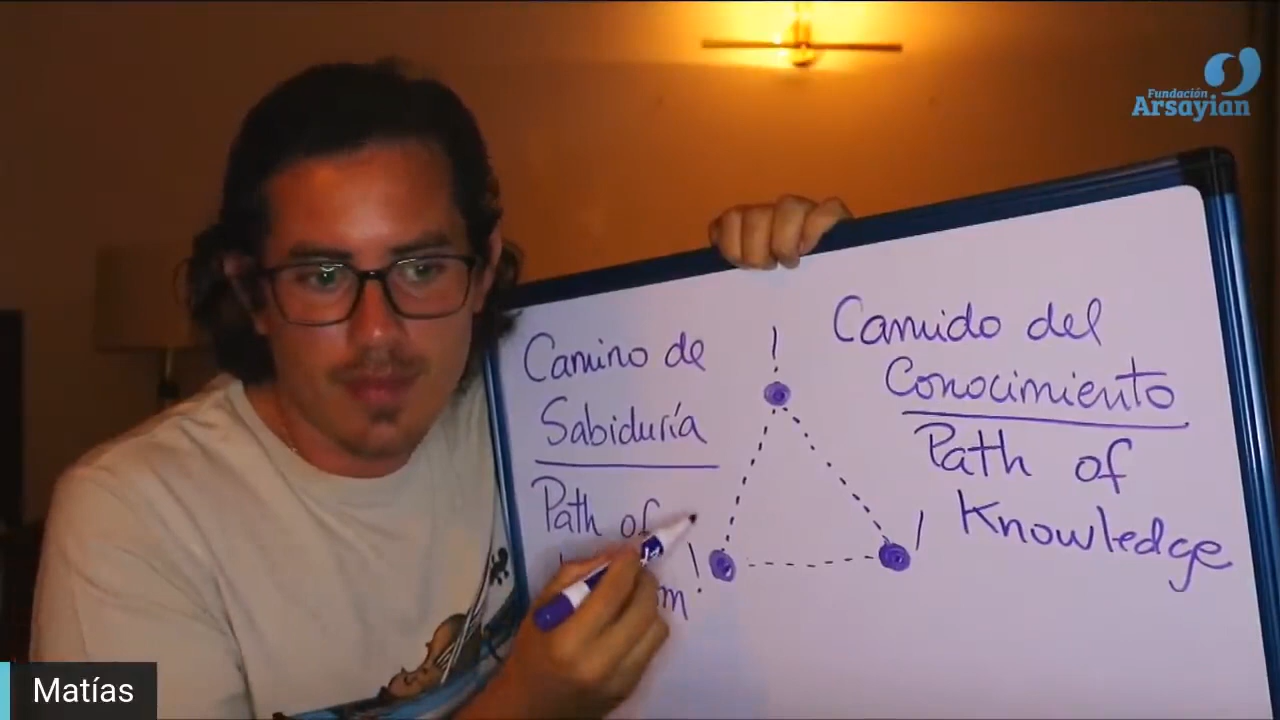 Fundación
Arsayian
Camino de
Sabiduría
Path of
! 
Camido del
Conocimiento
Path of
Knowledge
!
!
Matías